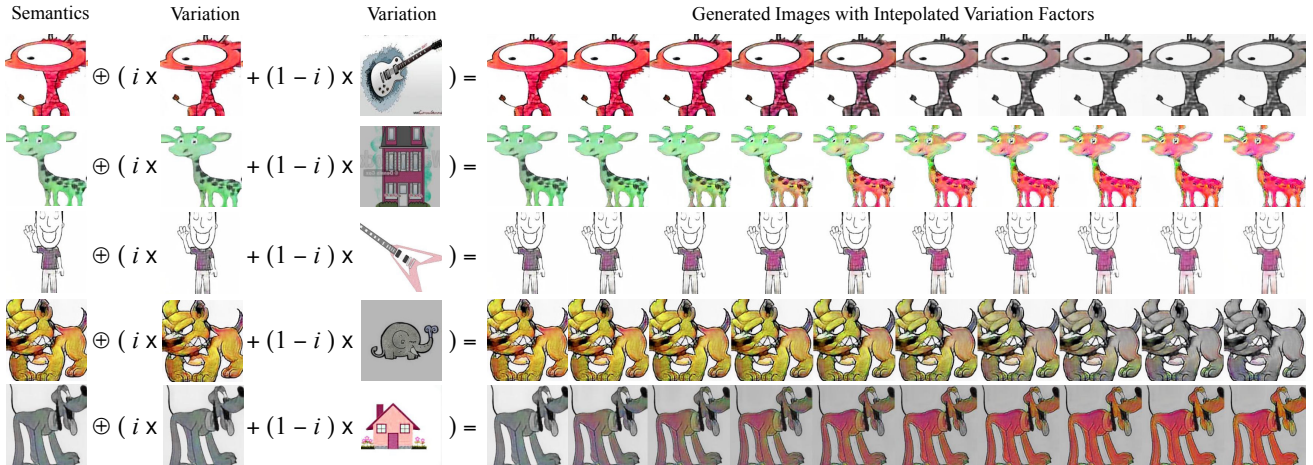 Semantics Variation Variation Generated Images with Intepolated Variation Factors
⊕ ( i x + (1 − i ) x ) =
⊕ ( i x + (1 − i ) x ) =
⊕ ( i x + (1 − i ) x ) =
⊕ ( i x + (1 − i ) x ) =
⊕ ( i x + (1 − i ) x ) =